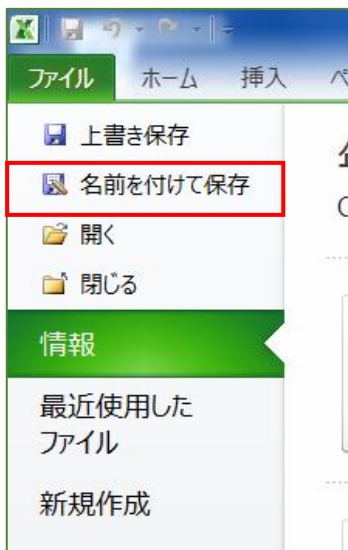 ファイル ホーム 挿入
上書き保存
名前を付けて保存
開く
閉じる
情報
最近使用した
ファイル
新規作成